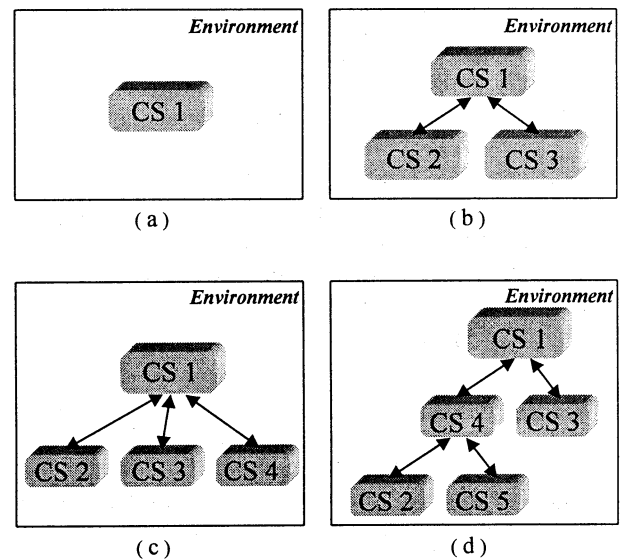 Environment
CS 1
( a )
Environment
CS 1
CS 2
CS 3
( b )
Environment
CS 1
CS 2
CS 3
CS 4
( c )
Environment
CS 1
CS 4
CS 3
CS 2
CS 5
( d )